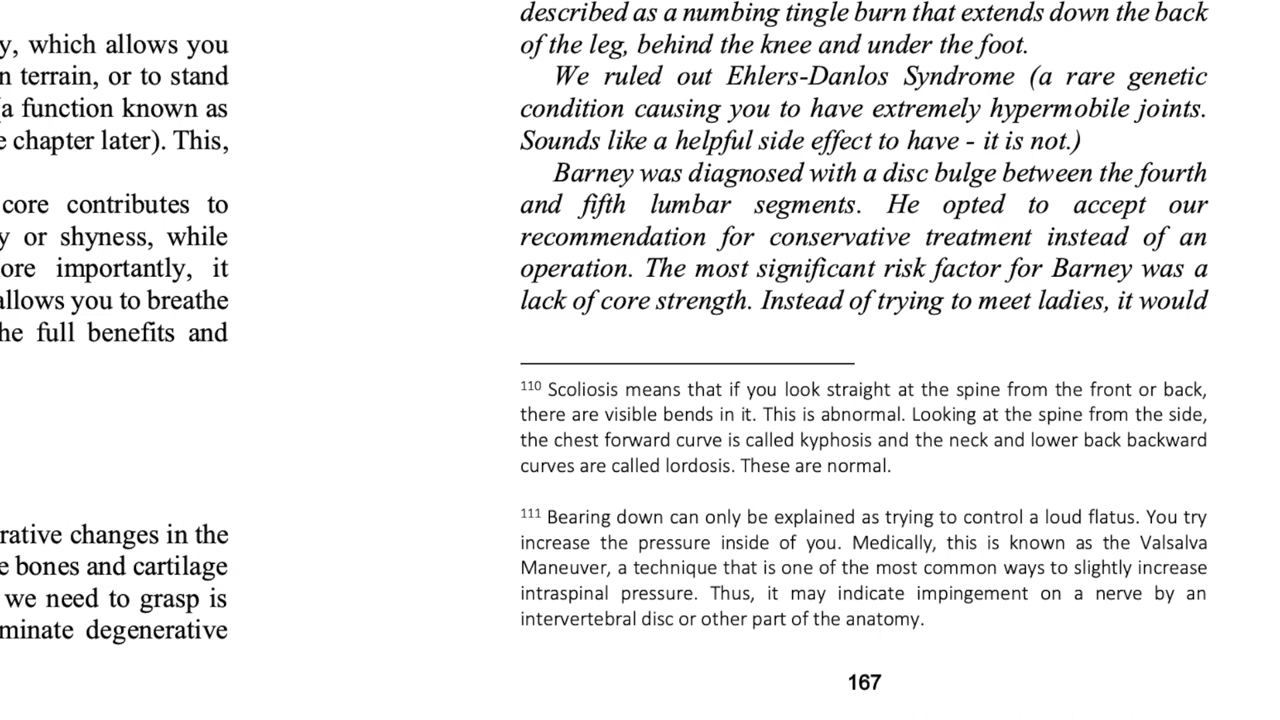 y, which allows you
n terrain, or to stand
(a function known as
e chapter later). This,
core contributes to
y or shyness, while
ore importantly, it
allows you to breathe
he full benefits and
rative changes in the
e bones and cartilage
we need to grasp is
minate degenerative
described as a numbing tingle burn that extends down the back
of the leg, behind the knee and under the foot.
We ruled out Ehlers-Danlos Syndrome (a rare genetic
condition causing you to have extremely hypermobile joints.
Sounds like a helpful side effect to have - it is not.)
Barney was diagnosed with a disc bulge between the fourth
and fifth lumbar segments. He opted to accept our
recommendation for conservative treatment instead of an
operation. The most significant risk factor for Barney was a
lack of core strength. Instead of trying to meet ladies, it would
110 Scoliosis means that if you look straight at the spine from the front or back,
there are visible bends in it. This is abnormal. Looking at the spine from the side,
the chest forward curve is called kyphosis and the neck and lower back backward
curves are called lordosis. These are normal.
111 Bearing down can only be explained as trying to control a loud flatus. You try
increase the pressure inside of you. Medically, this is known as the Valsalva
Maneuver, a technique that is one of the most common ways to slightly increase
intraspinal pressure. Thus, it may indicate impingement on a nerve by an
intervertebral disc or other part of the anatomy.
167